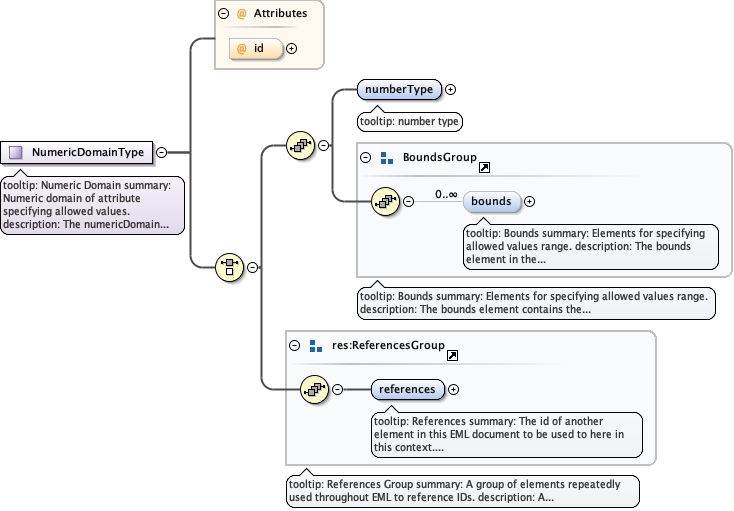 @ Attributes
@ id
numberType
tooltip: number type
NumericDomainType
tooltip: Numeric Domain summary:
Numeric domain of attribute
specifying allowed values.
description: The numericDomain...
BoundsGroup
0..∞
bounds
tooltip: Bounds summary: Elements for specifying
allowed values range. description: The bounds
element in the...
tooltip: Bounds summary: Elements for specifying allowed values range.
description: The bounds element contains the...
res:ReferencesGroup
references
tooltip: References summary: The id of another
element in this EML document to be used to here in
this context....
tooltip: References Group summary: A group of elements repeatedly
used throughout EML to reference IDs. description: A...